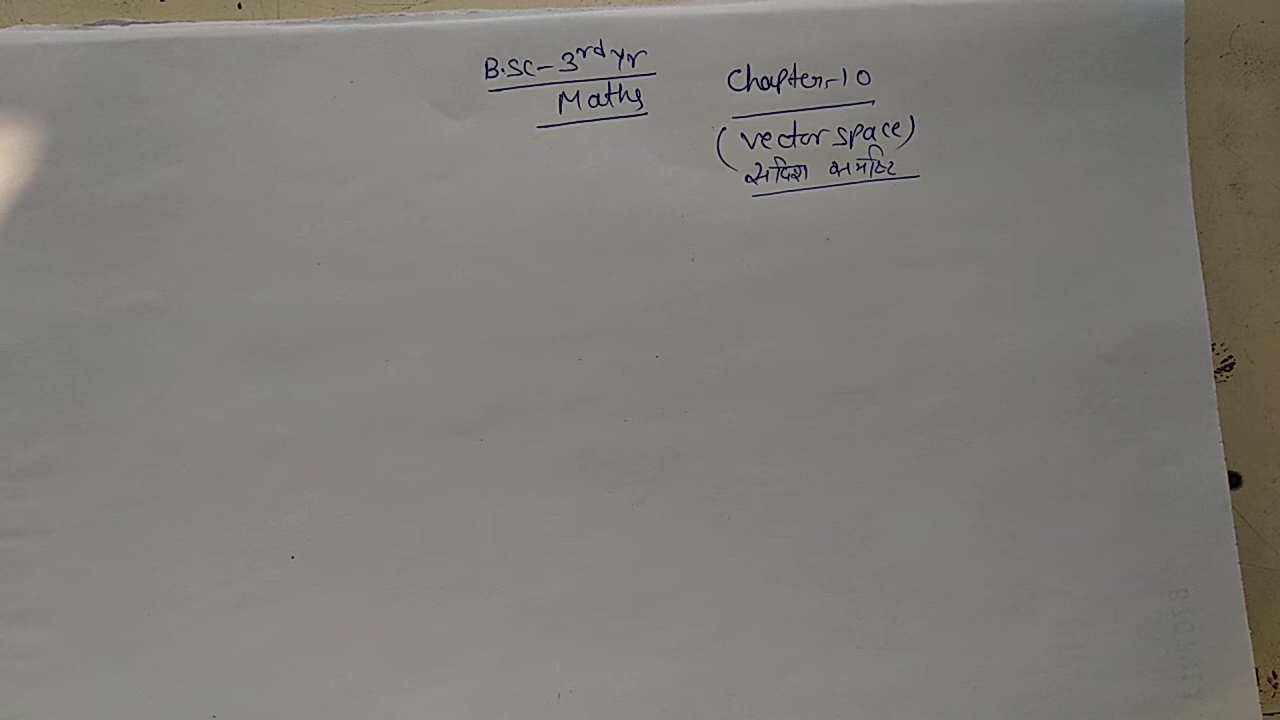 B.SC-3rd yr
Maths
Chapter-10
(vector space)
सदिश समष्टि